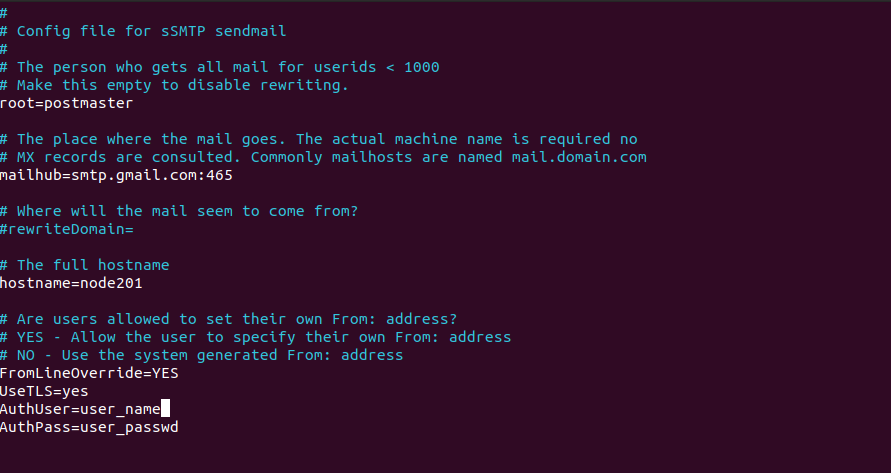 #
# Config file for sSMTP sendmail
#
# The person who gets all mail for userids < 1000
# Make this empty to disable rewriting.
root=postmaster
# The place where the mail goes. The actual machine name is required no
# MX records are consulted. Commonly mailhosts are named mail.domain.com
mailhub=smtp.gmail.com:465
# Where will the mail seem to come from?
#rewriteDomain=
# The full hostname
hostname=node201
# Are users allowed to set their own From: address?
# YES - Allow the user to specify their own From: address
# NO - Use the system generated From: address
FromLineOverride=YES
UseTLS=yes
AuthUser=user_name
AuthPass=user_passwd